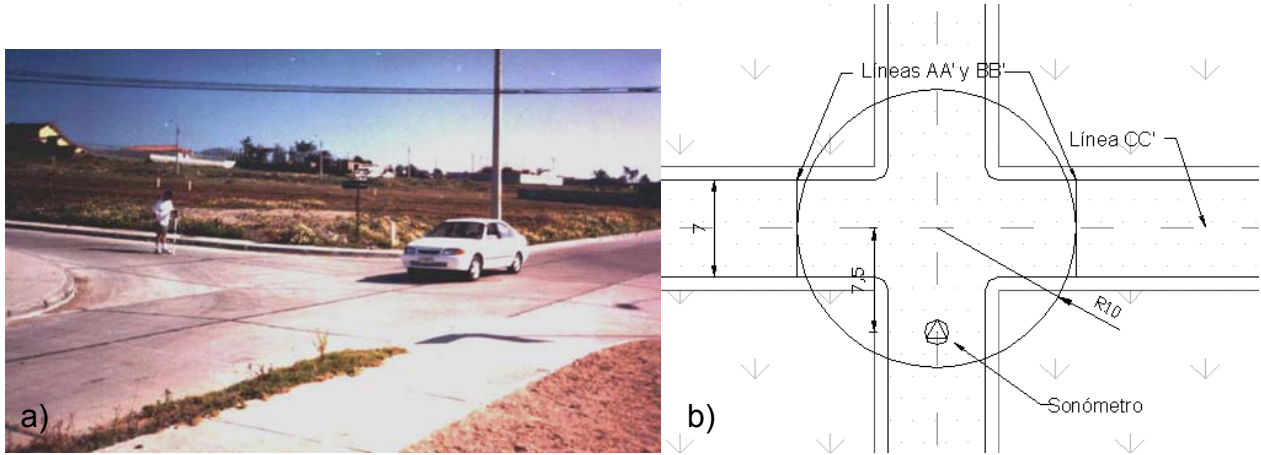 a)
Líneas AA' y BB'
Línea CC'
7
7,5
R10
Sonómetro
b)